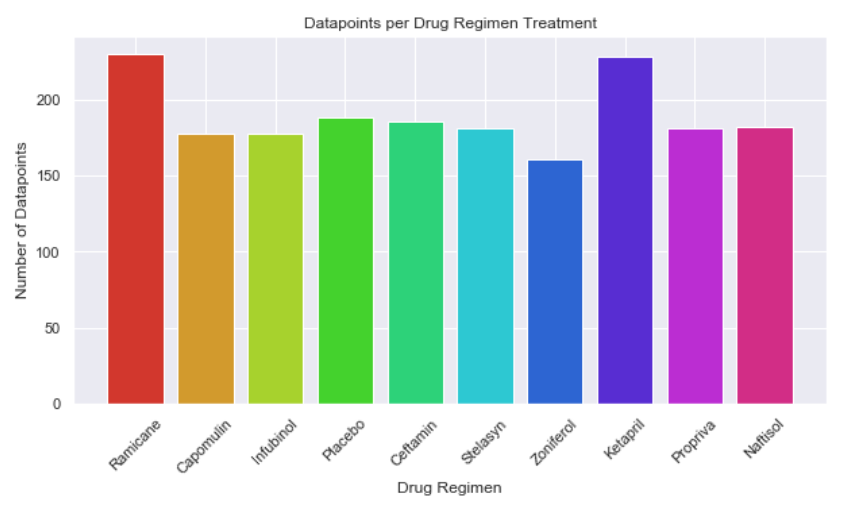 Datapoints per Drug Regimen Treatment
Number of Datapoints
200
150
100
50
0
Ramicane
Capomulin
Infubinol
Placebo
Ceftamin
Stelasyn
Zoniferol
Ketapril
Propriva
Naftisol
Drug Regimen